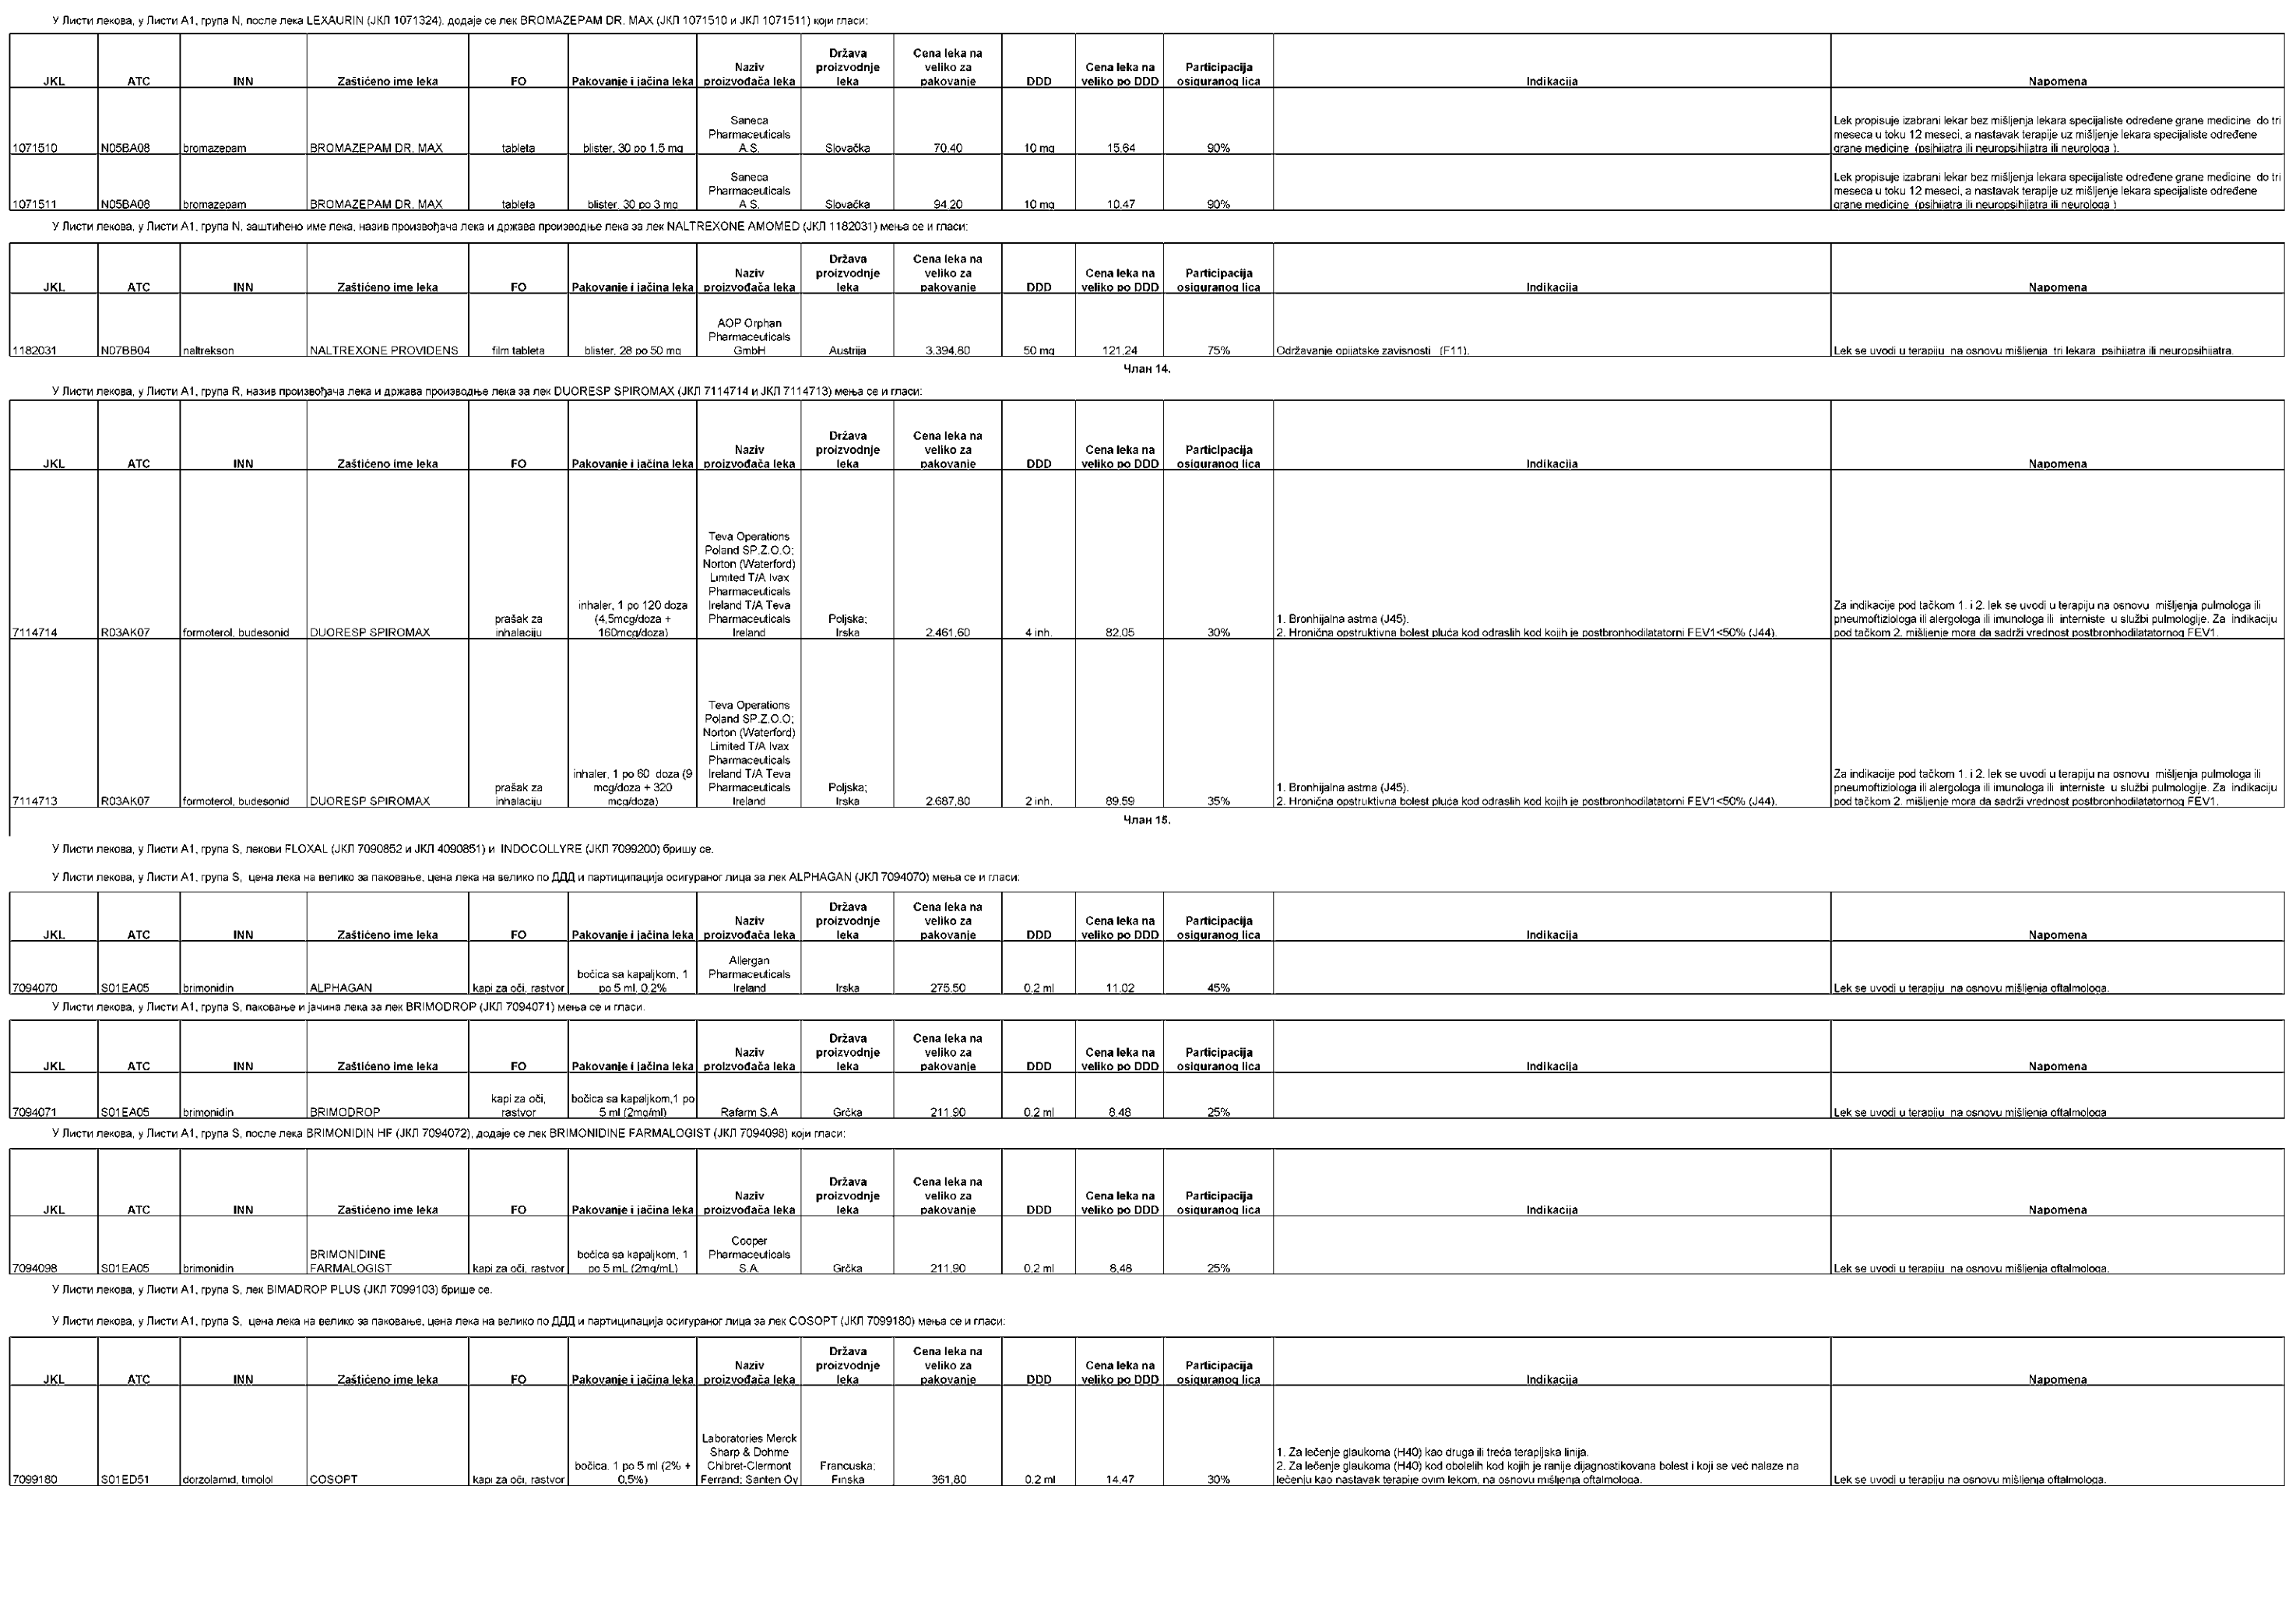 У Листи лекова, у Листи А1, група N, после лека LEXAURIN (ЈКЛ 1071324), додаје се лек BROMAZEPAM DR. MAX (ЈКЛ 1071510 и ЈКЛ 1071511) који гласи:
JKL ATC INN Zaštićeno ime leka FO Pakovanje i jačina leka Naziv proizvođača leka Država proizvodnje leka Cena leka na veliko za pakovanje DDD Cena leka na veliko po DDD Participacija osiguranog lica Indikacija Napomena
1071510 N05BA08 bromazepam BROMAZEPAM DR. MAX tableta blister, 30 po 1,5 mg Saneca Pharmaceuticals A.S. Slovačka 70,40 10 mg 15,64 90% Lek propisuje izabrani lekar bez mišljenja lekara specijaliste određene grane medicine do tri meseca u toku 12 meseci, a nastavak terapije uz mišljenje lekara specijaliste određene grane medicine (psihijatra ili neuropsihijatra ili neurologa ).
1071511 N05BA08 bromazepam BROMAZEPAM DR. MAX tableta blister, 30 po 3 mg Saneca Pharmaceuticals A.S. Slovačka 94,20 10 mg 10,47 90% Lek propisuje izabrani lekar bez mišljenja lekara specijaliste određene grane medicine do tri meseca u toku 12 meseci, a nastavak terapije uz mišljenje lekara specijaliste određene grane medicine (psihijatra ili neuropsihijatra ili neurologa ).
У Листи лекова, у Листи А1, група N, заштићено име лека, назив произвођача лека и држава производње лека за лек NALTREXONE AMOMED (ЈКЛ 1182031) мења се и гласи:
JKL ATC INN Zaštićeno ime leka FO Pakovanje i jačina leka Naziv proizvođača leka Država proizvodnje leka Cena leka na veliko za pakovanje DDD Cena leka na veliko po DDD Participacija osiguranog lica Indikacija Napomena
1182031 N07BB04 naltrekson NALTREXONE PROVIDENS film tableta blister, 28 po 50 mg AOP Orphan Pharmaceuticals GmbH Austrija 3.394,80 50 mg 121,24 75% Održavanje opijatske zavisnosti (F11). Lek se uvodi u terapiju na osnovu mišljenja tri lekara psihijatra ili neuropsihijatra.
Члан 14.
У Листи лекова, у Листи А1, група R, назив произвођача лека и држава производње лека за лек DUORESP SPIROMAX (ЈКЛ 7114714 и ЈКЛ 7114713) мења се и гласи:
JKL ATC INN Zaštićeno ime leka FO Pakovanje i jačina leka Naziv proizvođača leka Država proizvodnje leka Cena leka na veliko za pakovanje DDD Cena leka na veliko po DDD Participacija osiguranog lica Indikacija Napomena
7114714 R03AK07 formoterol, budesonid DUORESP SPIROMAX prašak za inhalaciju inhaler, 1 po 120 doza (4,5mcg/doza + 160mcg/doza) Teva Operations Poland SP.Z.O.O; Norton (Waterford) Limited T/A Ivax Pharmaceuticals Ireland T/A Teva Pharmaceuticals Ireland Poljska; Irska 2.461,60 4 inh. 82,05 30% 1. Bronhijalna astma (J45). 2. Hronična opstruktivna bolest pluća kod odraslih kod kojih je postbronhodilatatorni FEV1<50% (J44). Za indikacije pod tačkom 1. i 2. lek se uvodi u terapiju na osnovu mišljenja pulmologa ili pneumoftiziologa ili alergologa ili imunologa ili interniste u službi pulmologije. Za indikaciju pod tačkom 2. mišljenje mora da sadrži vrednost postbronhodilatatornog FEV1.
7114713 R03AK07 formoterol, budesonid DUORESP SPIROMAX prašak za inhalaciju inhaler, 1 po 60 doza (9 mcg/doza + 320 mcg/doza) Teva Operations Poland SP.Z.O.O; Norton (Waterford) Limited T/A Ivax Pharmaceuticals Ireland T/A Teva Pharmaceuticals Ireland Poljska; Irska 2.687,80 2 inh. 89,59 35% 1. Bronhijalna astma (J45). 2. Hronična opstruktivna bolest pluća kod odraslih kod kojih je postbronhodilatatorni FEV1<50% (J44). Za indikacije pod tačkom 1. i 2. lek se uvodi u terapiju na osnovu mišljenja pulmologa ili pneumoftiziologa ili alergologa ili imunologa ili interniste u službi pulmologije. Za indikaciju pod tačkom 2. mišljenje mora da sadrži vrednost postbronhodilatatornog FEV1.
Члан 15.
У Листи лекова, у Листи А1, група S, лекови FLOXAL (ЈКЛ 7090852 и ЈКЛ 4090851) и INDOCOLLYRE (ЈКЛ 7099200) бришу се.
У Листи лекова, у Листи А1, група S, цена лека на велико за паковање, цена лека на велико по ДДД и партиципација осигураног лица за лек ALPHAGAN (ЈКЛ 7094070) мења се и гласи:
JKL ATC INN Zaštićeno ime leka FO Pakovanje i jačina leka Naziv proizvođača leka Država proizvodnje leka Cena leka na veliko za pakovanje DDD Cena leka na veliko po DDD Participacija osiguranog lica Indikacija Napomena
7094070 S01EA05 brimonidin ALPHAGAN kapi za oči, rastvor bočica sa kapaljkom, 1 po 5 ml, 0,2% Allergan Pharmaceuticals Ireland Irska 275,50 0,2 ml 11,02 45% Lek se uvodi u terapiju na osnovu mišljenja oftalmologa.
У Листи лекова, у Листи А1, група S, паковање и јачина лека за лек BRIMODROP (ЈКЛ 7094071) мења се и гласи:
JKL ATC INN Zaštićeno ime leka FO Pakovanje i jačina leka Naziv proizvođača leka Država proizvodnje leka Cena leka na veliko za pakovanje DDD Cena leka na veliko po DDD Participacija osiguranog lica Indikacija Napomena
7094071 S01EA05 brimonidin BRIMODROP kapi za oči, rastvor bočica sa kapaljkom,1 po 5 ml (2mg/ml) Rafarm S.A Grčka 211,90 0,2 ml 8,48 25% Lek se uvodi u terapiju na osnovu mišljenja oftalmologa
У Листи лекова, у Листи А1, група S, после лека BRIMONIDIN HF (ЈКЛ 7094072), додаје се лек BRIMONIDINE FARMALOGIST (ЈКЛ 7094098) који гласи:
JKL ATC INN Zaštićeno ime leka FO Pakovanje i jačina leka Naziv proizvođača leka Država proizvodnje leka Cena leka na veliko za pakovanje DDD Cena leka na veliko po DDD Participacija osiguranog lica Indikacija Napomena
7094098 S01EA05 brimonidin BRIMONIDINE FARMALOGIST kapi za oči, rastvor bočica sa kapaljkom, 1 po 5 mL (2mg/mL) Cooper Pharmaceuticals S.A. Grčka 211,90 0,2 ml 8,48 25% Lek se uvodi u terapiju na osnovu mišljenja oftalmologa.
У Листи лекова, у Листи А1, група S, лек BIMADROP PLUS (ЈКЛ 7099103) брише се.
У Листи лекова, у Листи А1, група S, цена лека на велико за паковање, цена лека на велико по ДДД и партиципација осигураног лица за лек COSOPT (ЈКЛ 7099180) мења се и гласи:
JKL ATC INN Zaštićeno ime leka FO Pakovanje i jačina leka Naziv proizvođača leka Država proizvodnje leka Cena leka na veliko za pakovanje DDD Cena leka na veliko po DDD Participacija osiguranog lica Indikacija Napomena
7099180 S01ED51 dorzolamid, timolol COSOPT kapi za oči, rastvor bočica, 1 po 5 ml (2% + 0,5%) Laboratories Merck Sharp & Dohme Chibret-Clermont Ferrand; Santen Oy Francuska; Finska 361,80 0,2 ml 14,47 30% 1. Za lečenje glaukoma (H40) kao druga ili treća terapijska linija. 2. Za lečenje glaukoma (H40) kod obolelih kod kojih je ranije dijagnostikovana bolest i koji se već nalaze na lečenju kao nastavak terapije ovim lekom, na osnovu mišljenja oftalmologa. Lek se uvodi u terapiju na osnovu mišljenja oftalmologa.